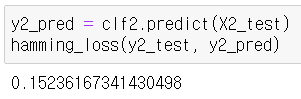 y2_pred = clf2.predict(X2_test)
hamming_loss(y2_test, y2_pred)
0.15236167341430498